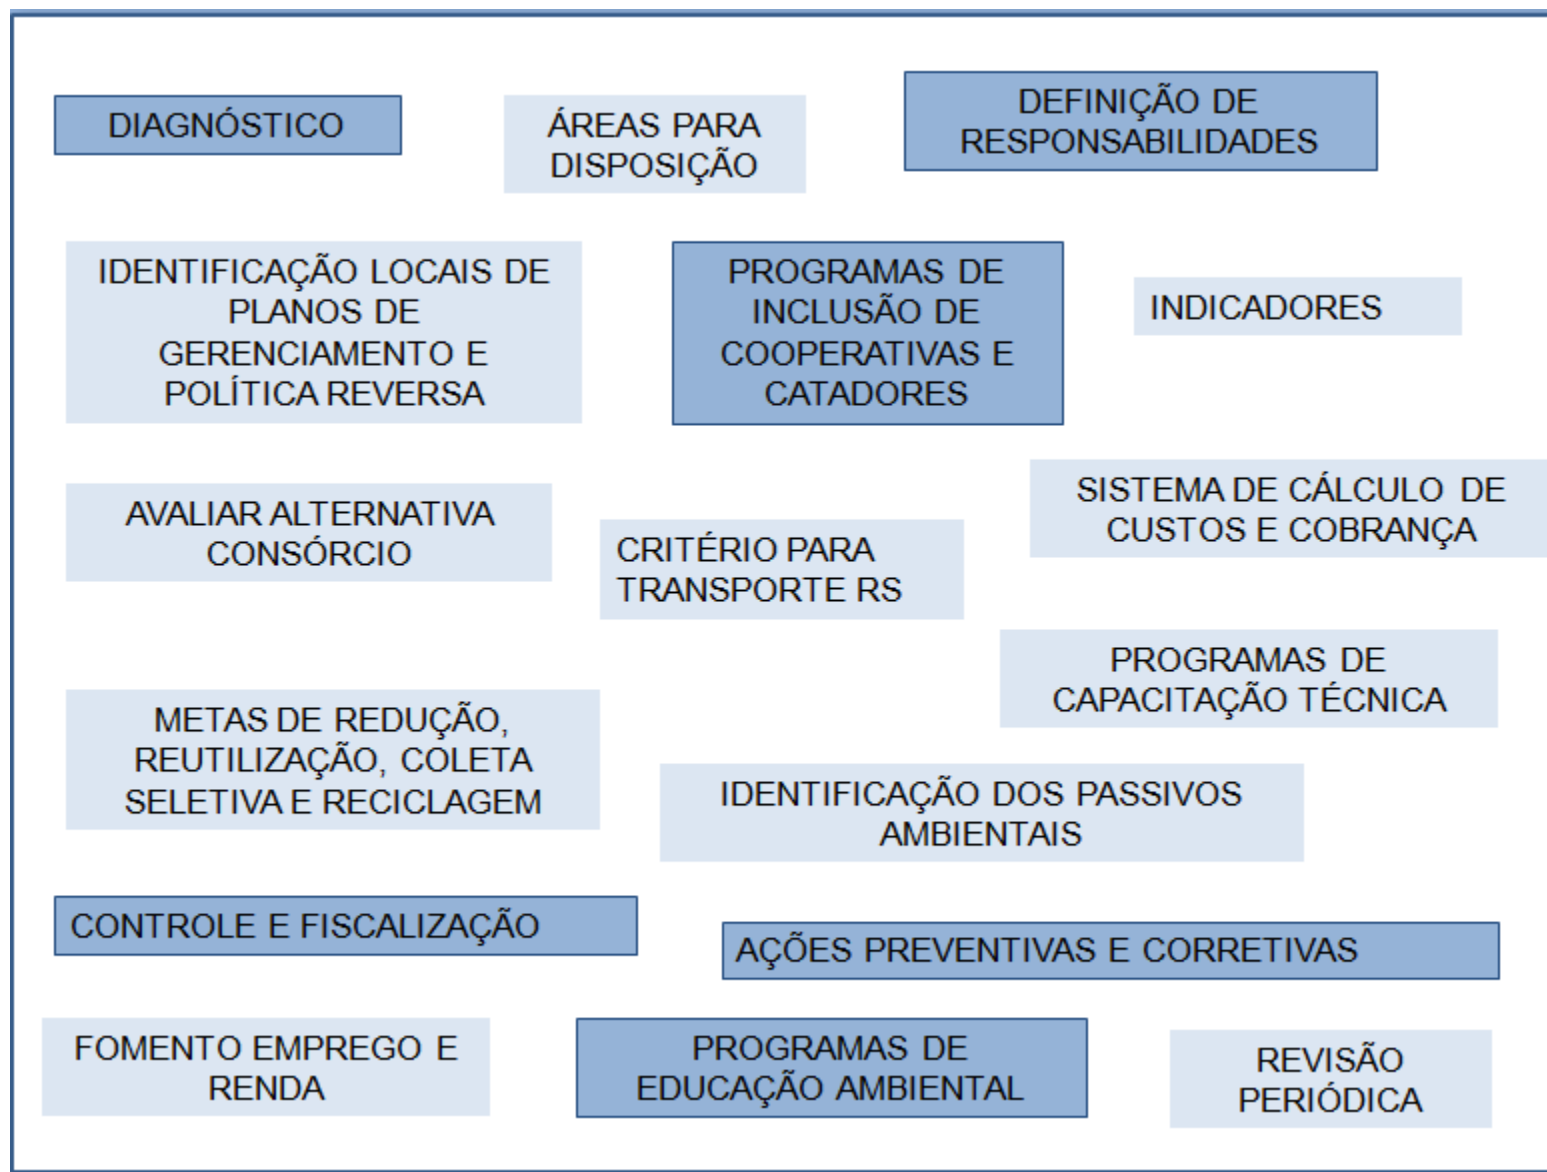 DIAGNÓSTICO
ÁREAS PARA
DISPOSIÇÃO
DEFINIÇÃO DE
RESPONSABILIDADES
IDENTIFICAÇÃO LOCAIS DE
PLANOS DE
GERENCIAMENTO E
POLÍTICA REVERSA
PROGRAMAS DE
INCLUSÃO DE
COOPERATIVAS E
CATADORES
INDICADORES
AVALIAR ALTERNATIVA
CONSÓRCIO
CRITÉRIO PARA
TRANSPORTE RS
SISTEMA DE CÁLCULO DE
CUSTOS E COBRANÇA
PROGRAMAS DE
CAPACITAÇÃO TÉCNICA
METAS DE REDUÇÃO,
REUTILIZAÇÃO, COLETA
SELETIVA E RECICLAGEM
IDENTIFICAÇÃO DOS PASSIVOS
AMBIENTAIS
CONTROLE E FISCALIZAÇÃO
AÇÕES PREVENTIVAS E CORRETIVAS
FOMENTO EMPREGO E
RENDA
PROGRAMAS DE
EDUCAÇÃO AMBIENTAL
REVISÃO
PERIÓDICA